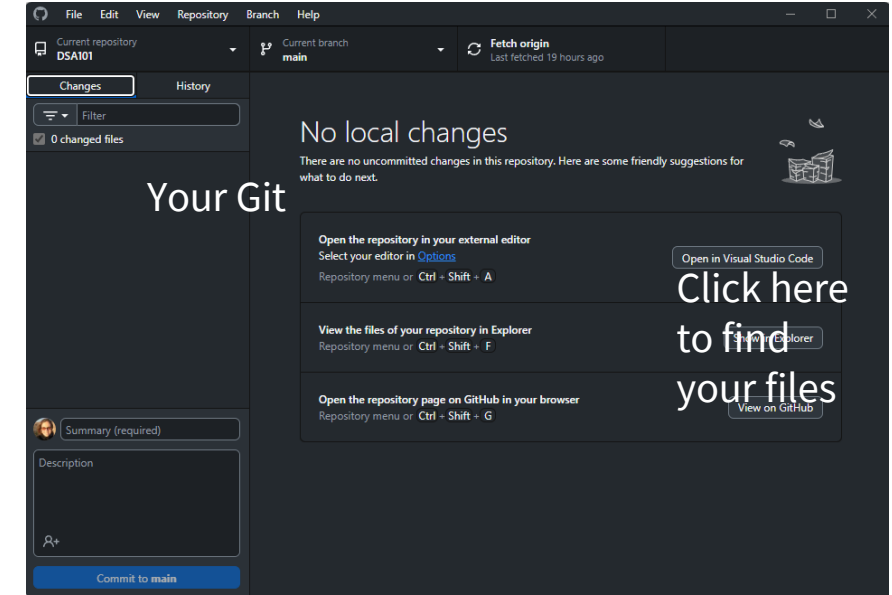 File Edit View Repository Branch Help
Current repository
DSA101
Current branch
main
Fetch origin
Last fetched 19 hours ago
Changes History
Filter
0 changed files
No local changes
There are no uncommitted changes in this repository. Here are some friendly suggestions for
what to do next.
Your Git
Open the repository in your external editor
Select your editor in Options
Repository menu or Ctrl + Shift + A
Open in Visual Studio Code
Click here
to find
your files
View the files of your repository in Explorer
Repository menu or Ctrl + Shift + F
Show in Explorer
Open the repository page on GitHub in your browser
Repository menu or Ctrl + Shift + G
View on GitHub
Summary (required)
Description
Commit to main